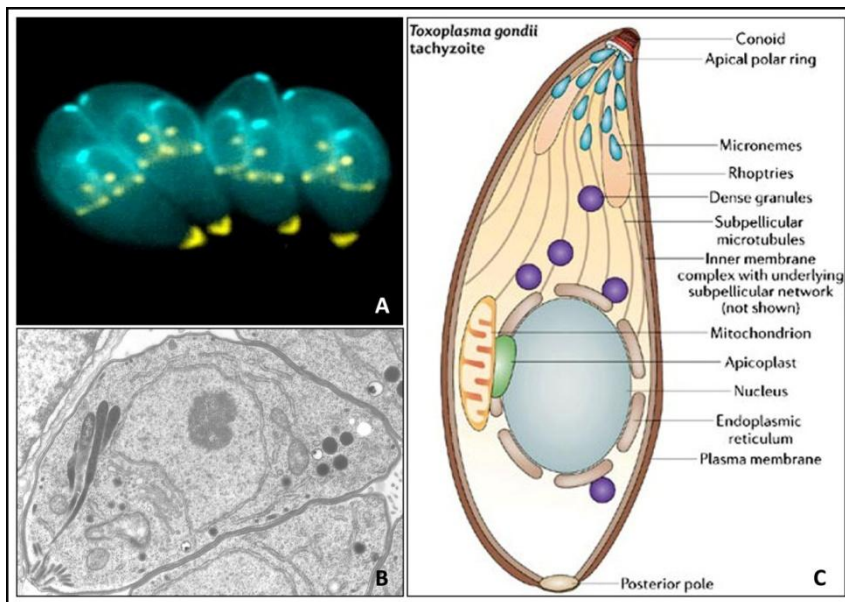 A
B
Toxoplasma gondii
tachyzoite
Conoid
Apical polar ring
Micronemes
Rhoptries
Dense granules
Subpellicular
microtubules
Inner membrane
complex with underlying
subpellicular network
(not shown)
Mitochondrion
Apicoplast
Nucleus
Endoplasmic
reticulum
Plasma membrane
Posterior pole
C